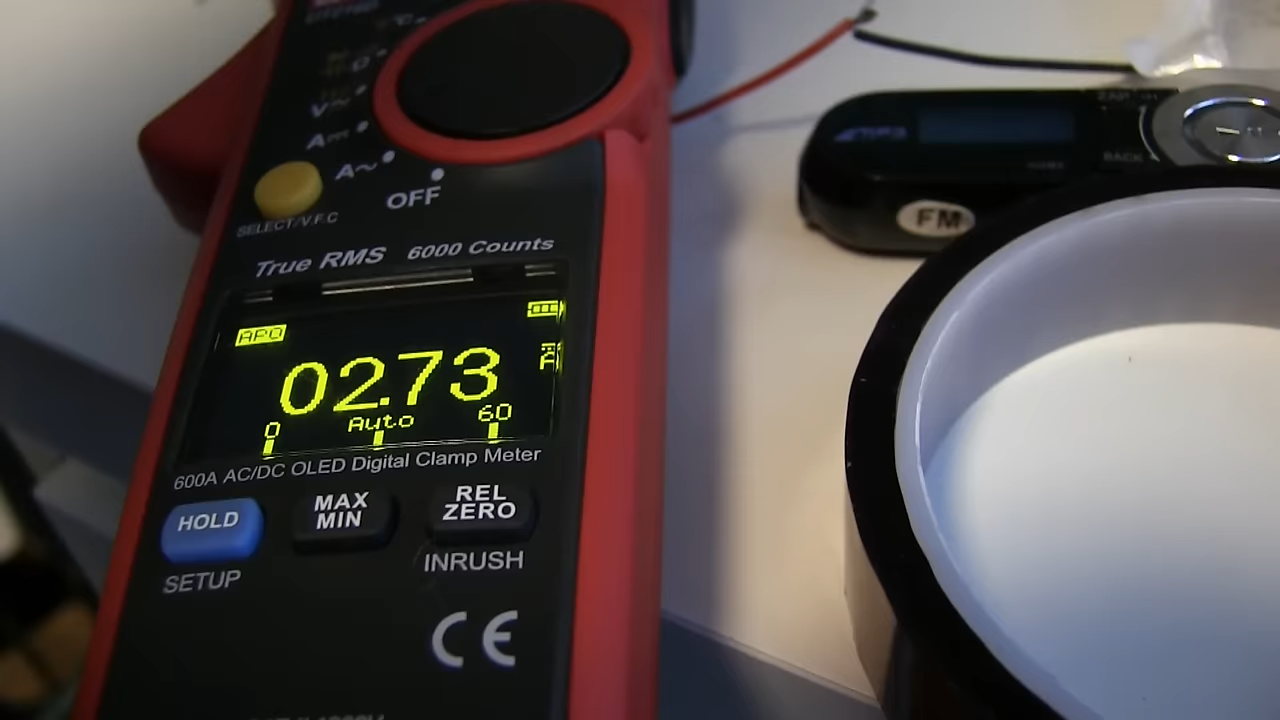 V~
A⎓
A~
OFF
SELECT/V.F.C
True RMS 6000 Counts
APO
02.73
A
0 Auto 60
600A AC/DC OLED Digital Clamp Meter
HOLD
MAX
MIN
REL
ZERO
SETUP
INRUSH
CE
BACK
FM